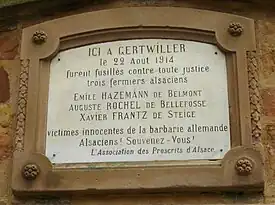 ICI A GERTWILLER
le 22 Août 1914
furent fusillés contre toute justice
trois fermiers alsaciens
EMILE HAZEMANN DE BELMONT
AUGUSTE ROCHEL DE BELLEFOSSE
XAVIER FRANTZ DE STEIGE
victimes innocentes de la barbarie allemande
Alsaciens! Souvenez-Vous!
L'Association des Proscrits d'Alsace